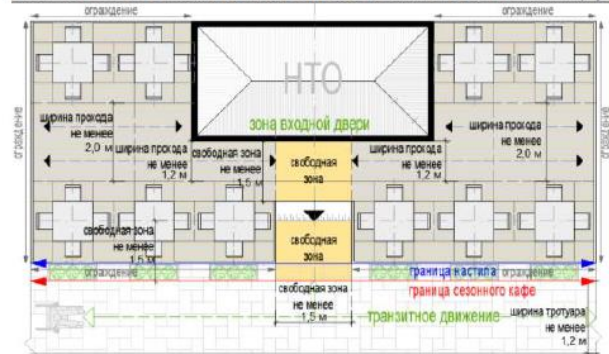 ограждение
ограждение
ограждение
ограждение
НТО
зона входной двери
ширина прохода
не менее
2,0 м
ширина прохода
не менее
1,2 м
свободная зона
не менее
1,5 м
свободная
зона
ширина прохода
не менее
1,2 м
ширина прохода
не менее
2,0 м
свободная зона
не менее
1,5 м
свободная
зона
ограждение
граница настила
ограждение
граница сезонного кафе
свободная зона
не менее
1,5 м
транзитное движение
ширина тротуара
не менее
1,2 м